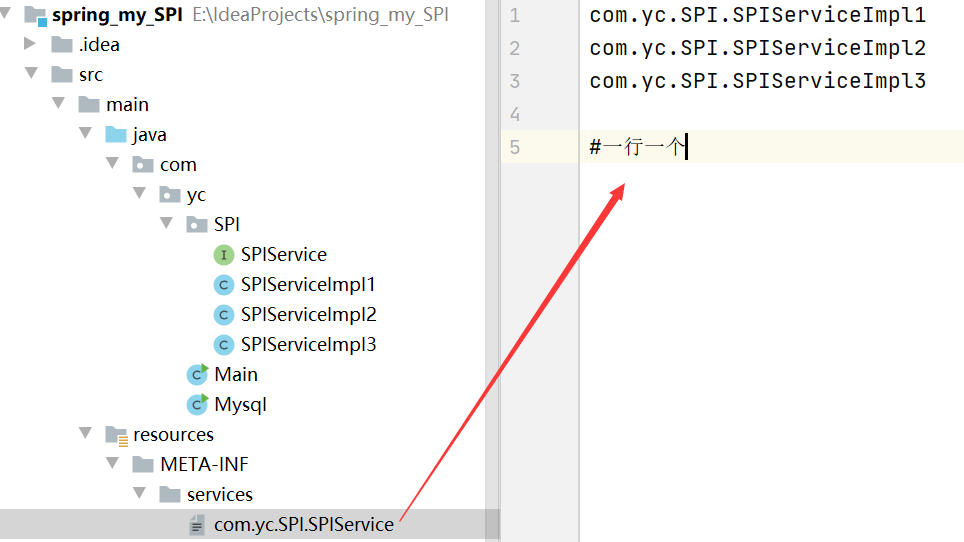 spring_my_SPI E:\IdeaProjects\spring_my_SPI
.idea
src
main
java
com
yc
SPI
I SPIService
C SPIServiceImpl1
C SPIServiceImpl2
C SPIServiceImpl3
C Main
C Mysql
resources
META-INF
services
com.yc.SPI.SPIService
1 com.yc.SPI.SPIServiceImpl1
2 com.yc.SPI.SPIServiceImpl2
3 com.yc.SPI.SPIServiceImpl3
4
5 #一行一个